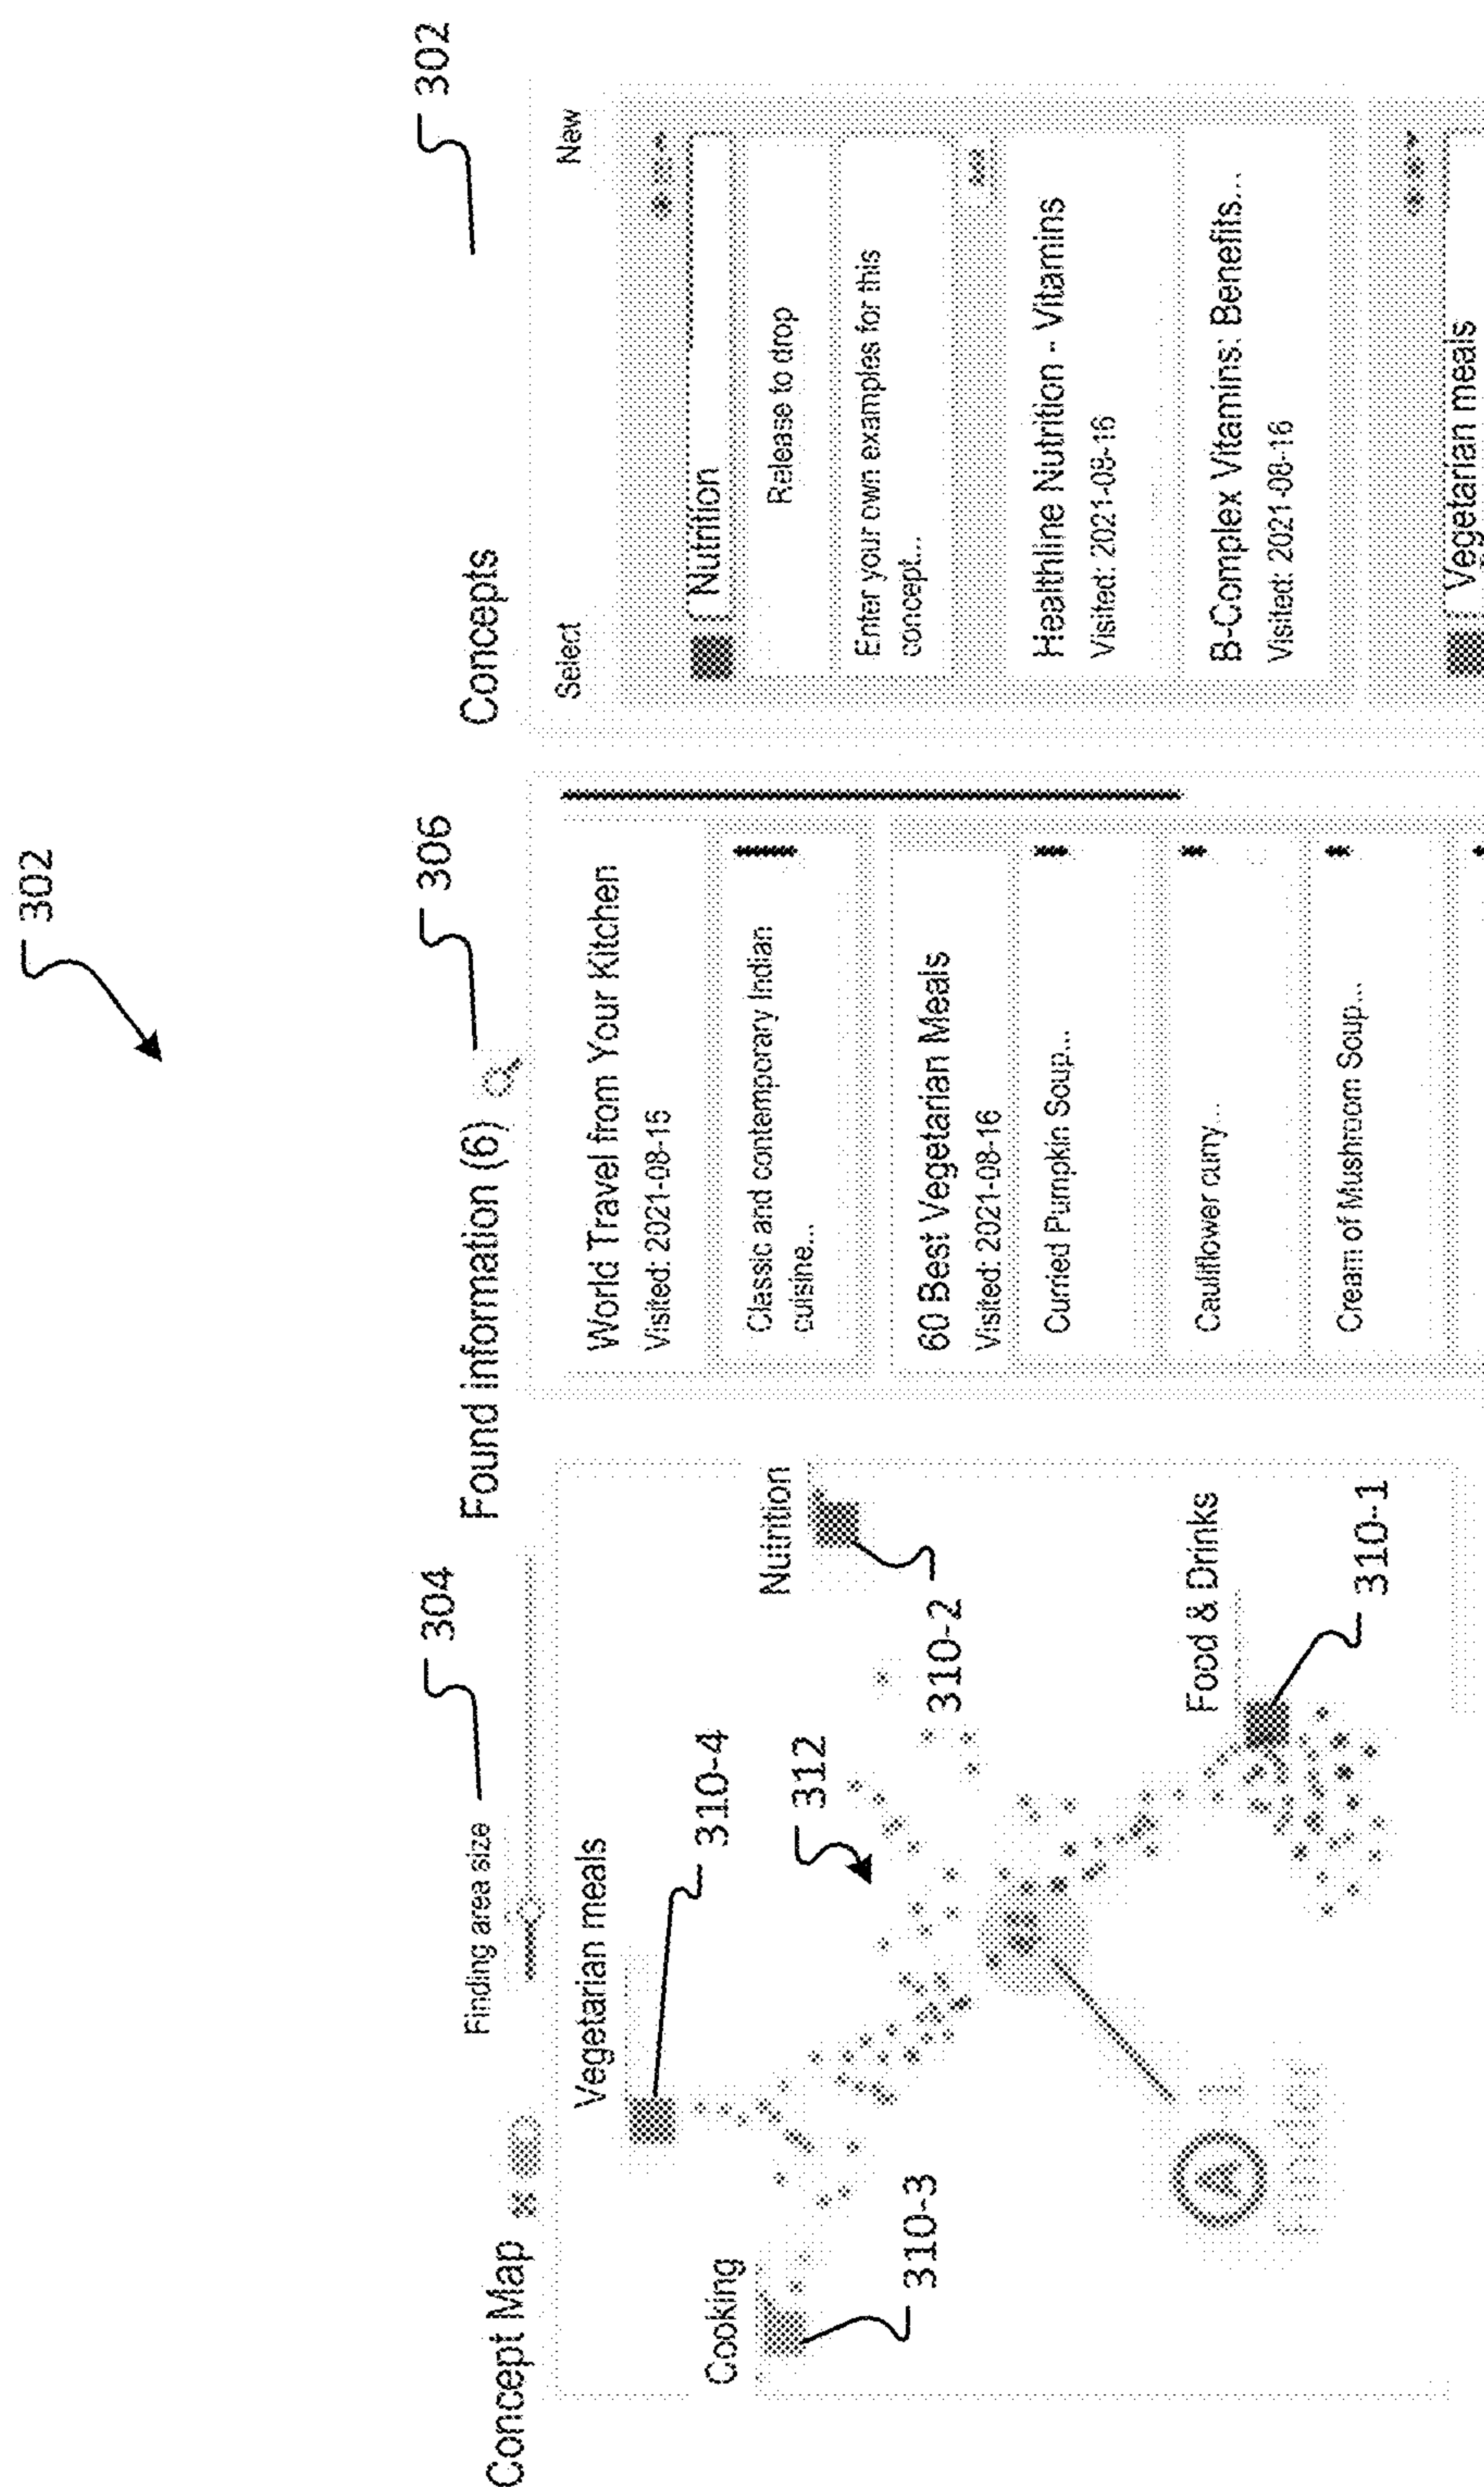 302
304
306
302
Concept Map
Finding area size
Found information (6)
Concepts
Vegetarian meals
310-4
Cooking
310-3
312
Nutrition
310-2
Food & Drinks
310-1
World Travel from Your Kitchen
Visited: 2021-08-15
Classic and contemporary Indian
cuisine...
60 Best Vegetarian Meals
Visited: 2021-08-16
Curried Pumpkin Soup...
Cauliflower curry...
Cream of Mushroom Soup...
Select
New
Nutrition
Release to drop
Enter your own examples for this
concept...
Healthline Nutrition - Vitamins
Visited: 2021-08-16
B-Complex Vitamins: Benefits...
Visited: 2021-08-16
Vegetarian meals